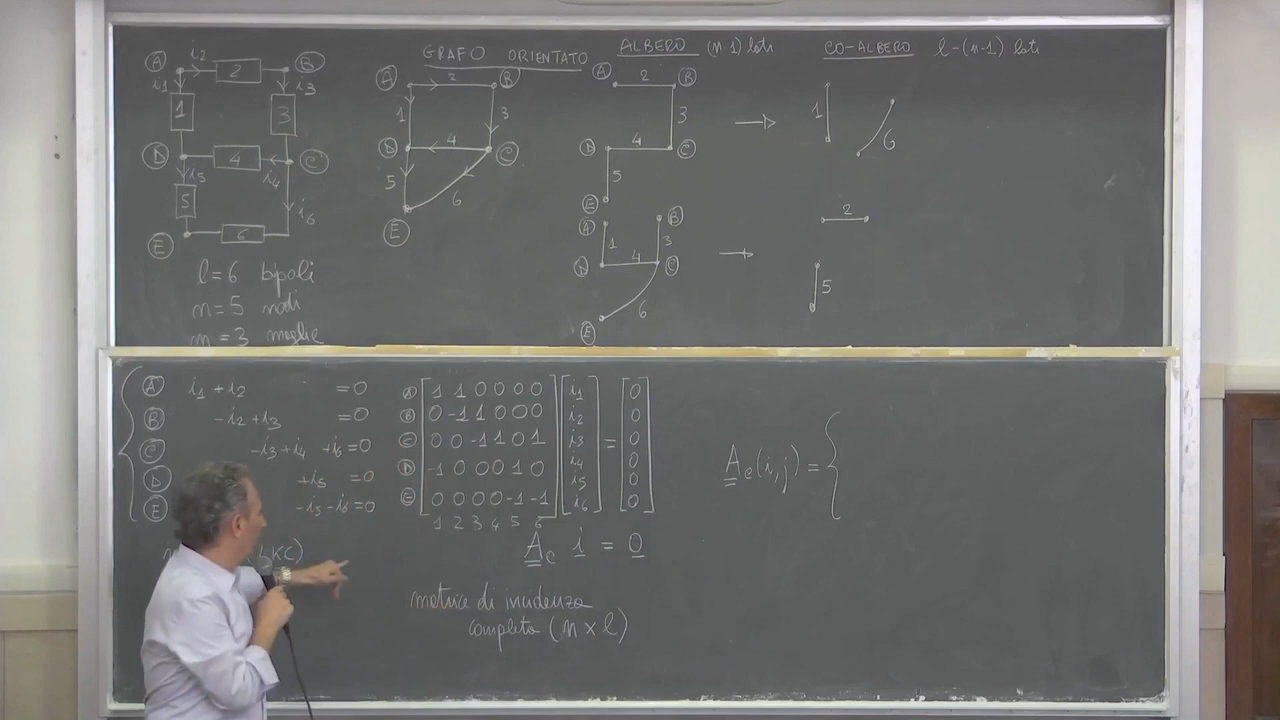 GRAFO ORIENTATO
ALBERO (n-1) lati
CO-ALBERO l-(n-1) lati
A i2 2 B
i1 i3
1 3
D 4 C
i5 i4
5 i6
E 6
l=6 bipoli
n=5 nodi
m=3 maglie
A 2 B
1 3
D 4 C
5 6
E
A 2 B
3
D 4 C
5
E
1 6
A B
1 3
D 4 C
6
E
2
5
A i1 + i2 =0
B -i2 + i3 =0
C -i3 + i4 + i6 =0
D + i5 =0
E -i5 - i6 =0
(LKC)
A 1 1 0 0 0 0 i1 0
B 0 -1 1 0 0 0 i2 0
C 0 0 -1 1 0 1 i3 = 0
D -1 0 0 0 1 0 i4 0
E 0 0 0 0 -1 -1 i5 0
i6 0
1 2 3 4 5 6
Ac i = 0
matrice di incidenza
completa (n x l)
Ac(i,j) = {